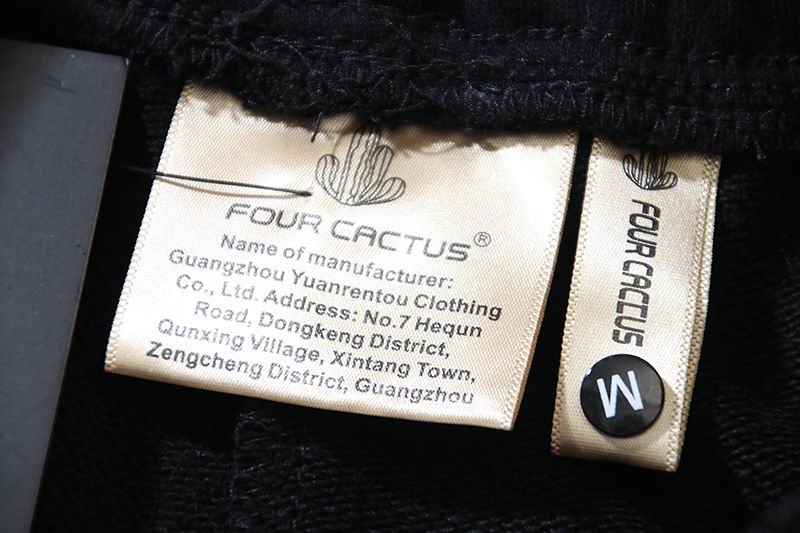 FOUR CACTUS®
Name of manufacturer:
Guangzhou Yuanrentou Clothing
Co., Ltd. Address: No.7 Hequn
Road, Dongkeng District,
Qunxing Village, Xintang Town,
Zengcheng District, Guangzhou
FOUR CACTUS
M